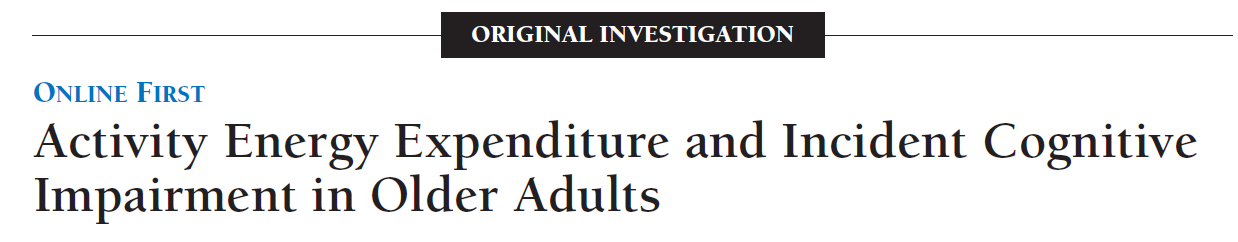 ORIGINAL INVESTIGATION
ONLINE FIRST
Activity Energy Expenditure and Incident Cognitive
Impairment in Older Adults